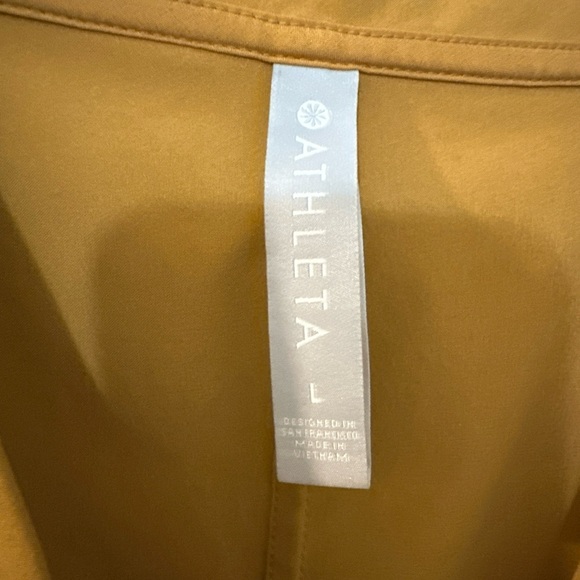 ATHLETA
L
DESIGNED IN
SAN FRANCISCO
MADE IN
VIETNAM